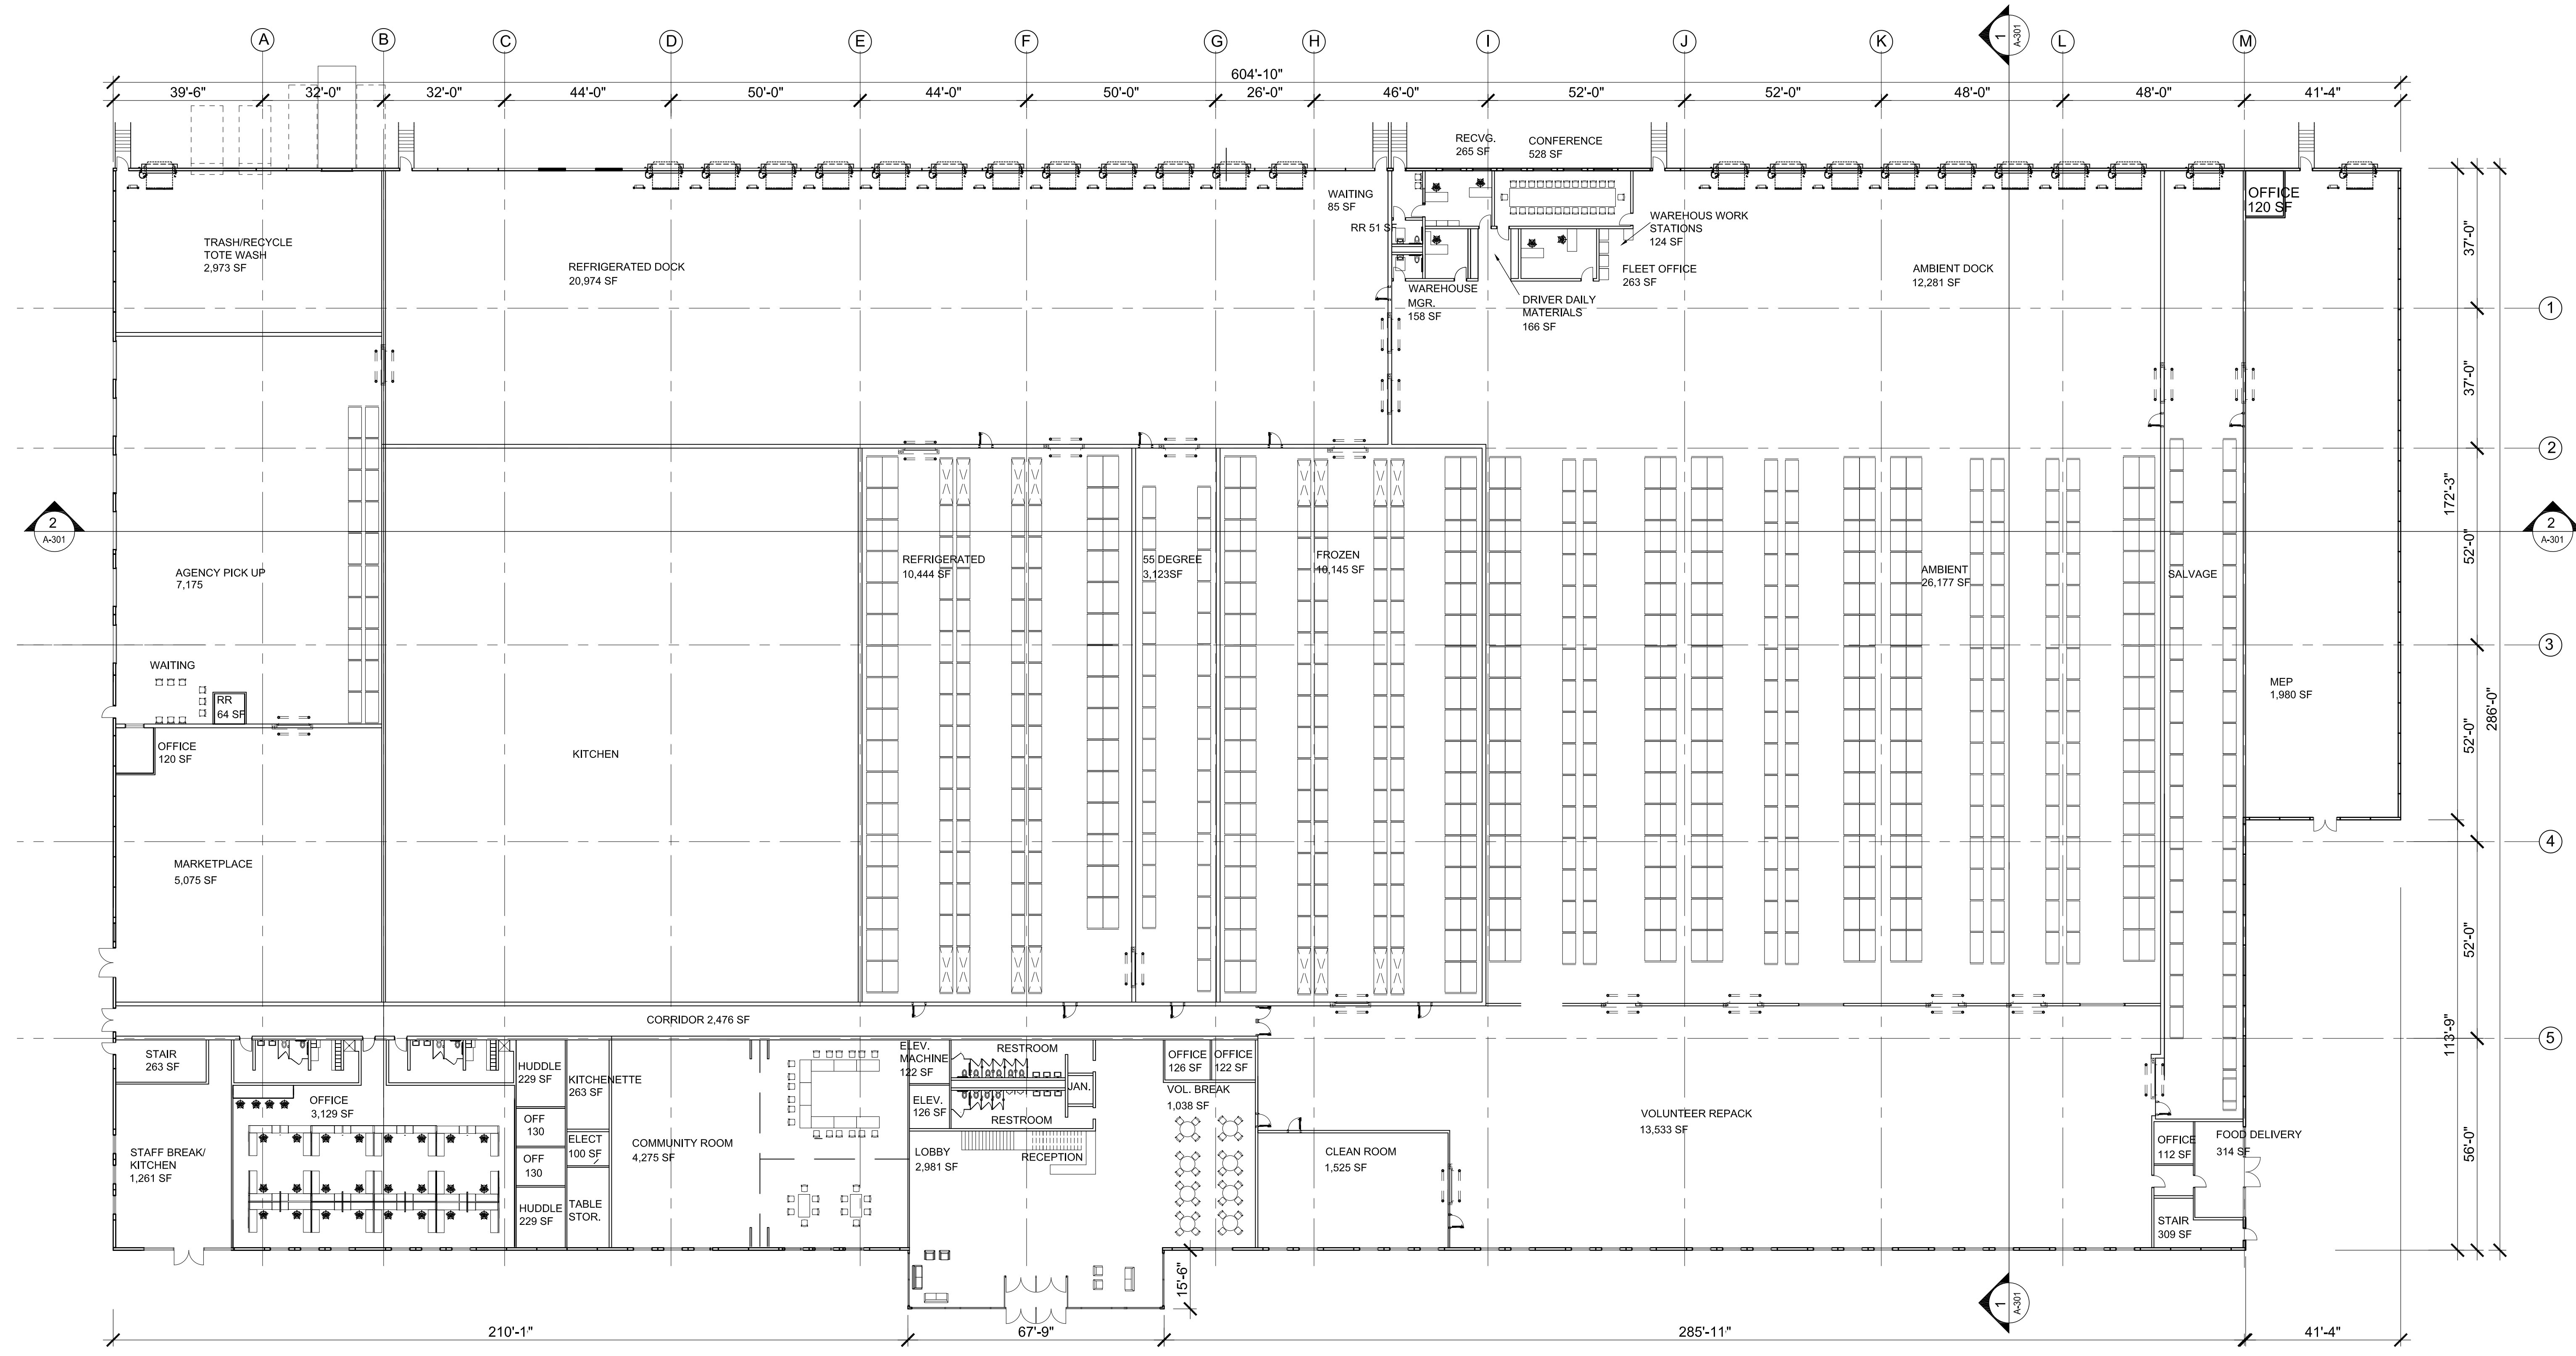 A
B
C
D
E
F
G
H
I
J
K
L
M
1
A-301
604'-10"
39'-6"
32'-0"
32'-0"
44'-0"
50'-0"
44'-0"
50'-0"
26'-0"
46'-0"
52'-0"
52'-0"
48'-0"
48'-0"
41'-4"
RECVG.
265 SF
CONFERENCE
528 SF
WAITING
85 SF
RR 51 SF
WAREHOUS WORK
STATIONS
124 SF
OFFICE
120 SF
TRASH/RECYCLE
TOTE WASH
2,973 SF
REFRIGERATED DOCK
20,974 SF
FLEET OFFICE
263 SF
AMBIENT DOCK
12,281 SF
WAREHOUSE
MGR.
158 SF
DRIVER DAILY
MATERIALS
166 SF
37'-0"
1
37'-0"
2
172'-3"
2
A-301
2
A-301
52'-0"
AGENCY PICK UP
7,175
REFRIGERATED
10,444 SF
55 DEGREE
3,123SF
FROZEN
10,145 SF
AMBIENT
26,177 SF
SALVAGE
3
WAITING
RR
64 SF
MEP
1,980 SF
286'-0"
52'-0"
OFFICE
120 SF
KITCHEN
4
MARKETPLACE
5,075 SF
52'-0"
CORRIDOR 2,476 SF
113'-9"
5
STAIR
263 SF
HUDDLE
229 SF
KITCHENETTE
263 SF
ELEV.
MACHINE
122 SF
RESTROOM
OFFICE
126 SF
OFFICE
122 SF
JAN.
OFFICE
3,129 SF
ELEV.
126 SF
RESTROOM
VOL. BREAK
1,038 SF
OFF
130
ELECT
100 SF
OFF
130
COMMUNITY ROOM
4,275 SF
STAFF BREAK/
KITCHEN
1,261 SF
LOBBY
2,981 SF
RECEPTION
CLEAN ROOM
1,525 SF
VOLUNTEER REPACK
13,533 SF
OFFICE
112 SF
FOOD DELIVERY
314 SF
56'-0"
HUDDLE
229 SF
TABLE
STOR.
STAIR
309 SF
15'-6"
1
A-301
210'-1"
67'-9"
285'-11"
41'-4"